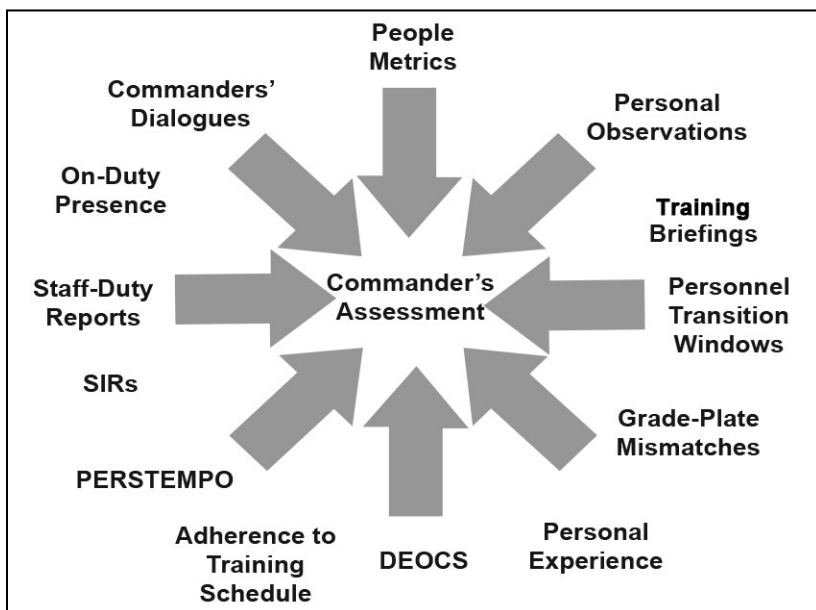 People
Metrics
Commanders’
Dialogues
Personal
Observations
On-Duty
Presence
Training
Briefings
Commander’s
Assessment
Staff-Duty
Reports
Personnel
Transition
Windows
SIRs
Grade-Plate
Mismatches
PERSTEMPO
Adherence to
Training
Schedule
DEOCS
Personal
Experience